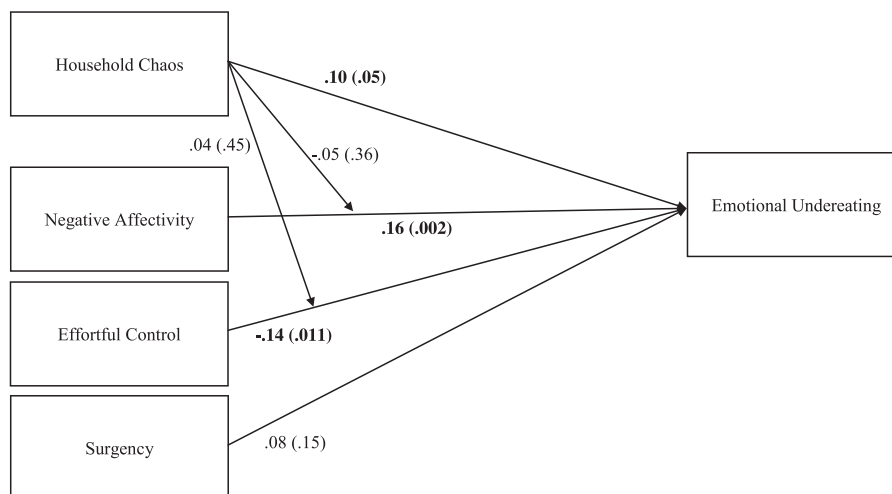 Household Chaos
.10 (.05)
.04 (.45)
-.05 (.36)
Negative Affectivity
.16 (.002)
Emotional Undereating
Effortful Control
-.14 (.011)
Surgency
.08 (.15)